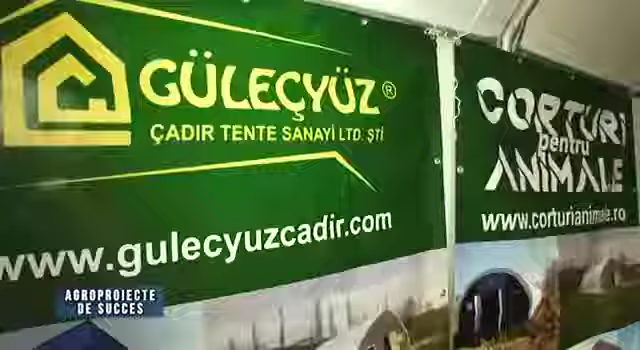 GÜLEÇYÜZ®
ÇADIR TENTE SANAYİ LTD. ŞTİ
www.gulecyuzcadir.com
CORTURI
pentru
ANIMALE
www.corturianimale.ro
AGROPROIECTE
DE SUCCES